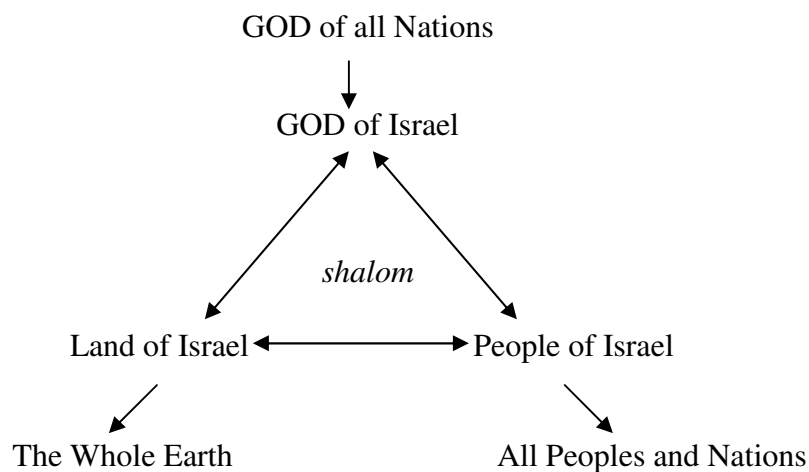 GOD of all Nations
GOD of Israel
shalom
Land of Israel People of Israel
The Whole Earth All Peoples and Nations